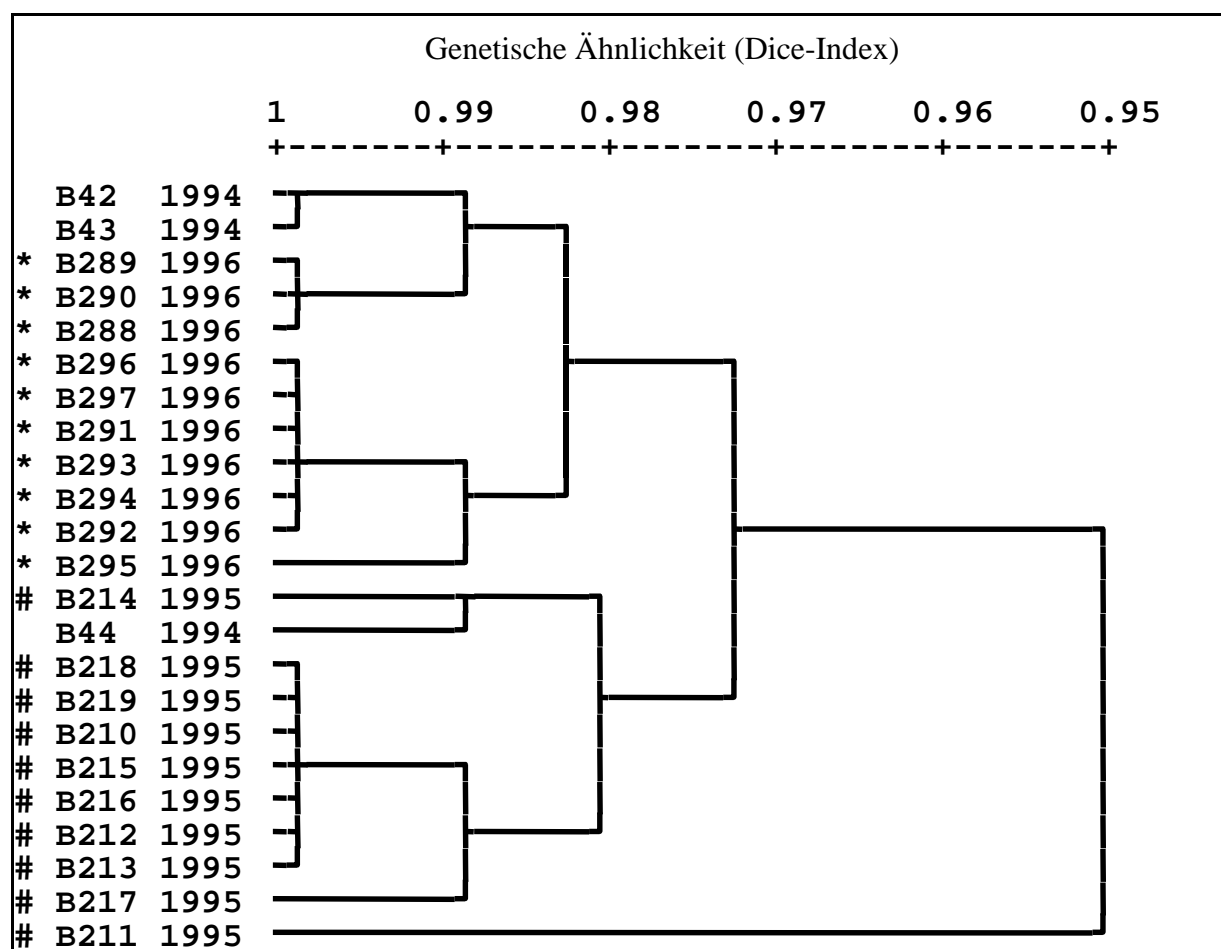 Genetische Ähnlichkeit (Dice-Index)
1 0.99 0.98 0.97 0.96 0.95
+---------+---------+---------+---------+---------+
B42 1994
B43 1994
* B289 1996
* B290 1996
* B288 1996
* B296 1996
* B297 1996
* B291 1996
* B293 1996
* B294 1996
* B292 1996
* B295 1996
# B214 1995
B44 1994
# B218 1995
# B219 1995
# B210 1995
# B215 1995
# B216 1995
# B212 1995
# B213 1995
# B217 1995
# B211 1995